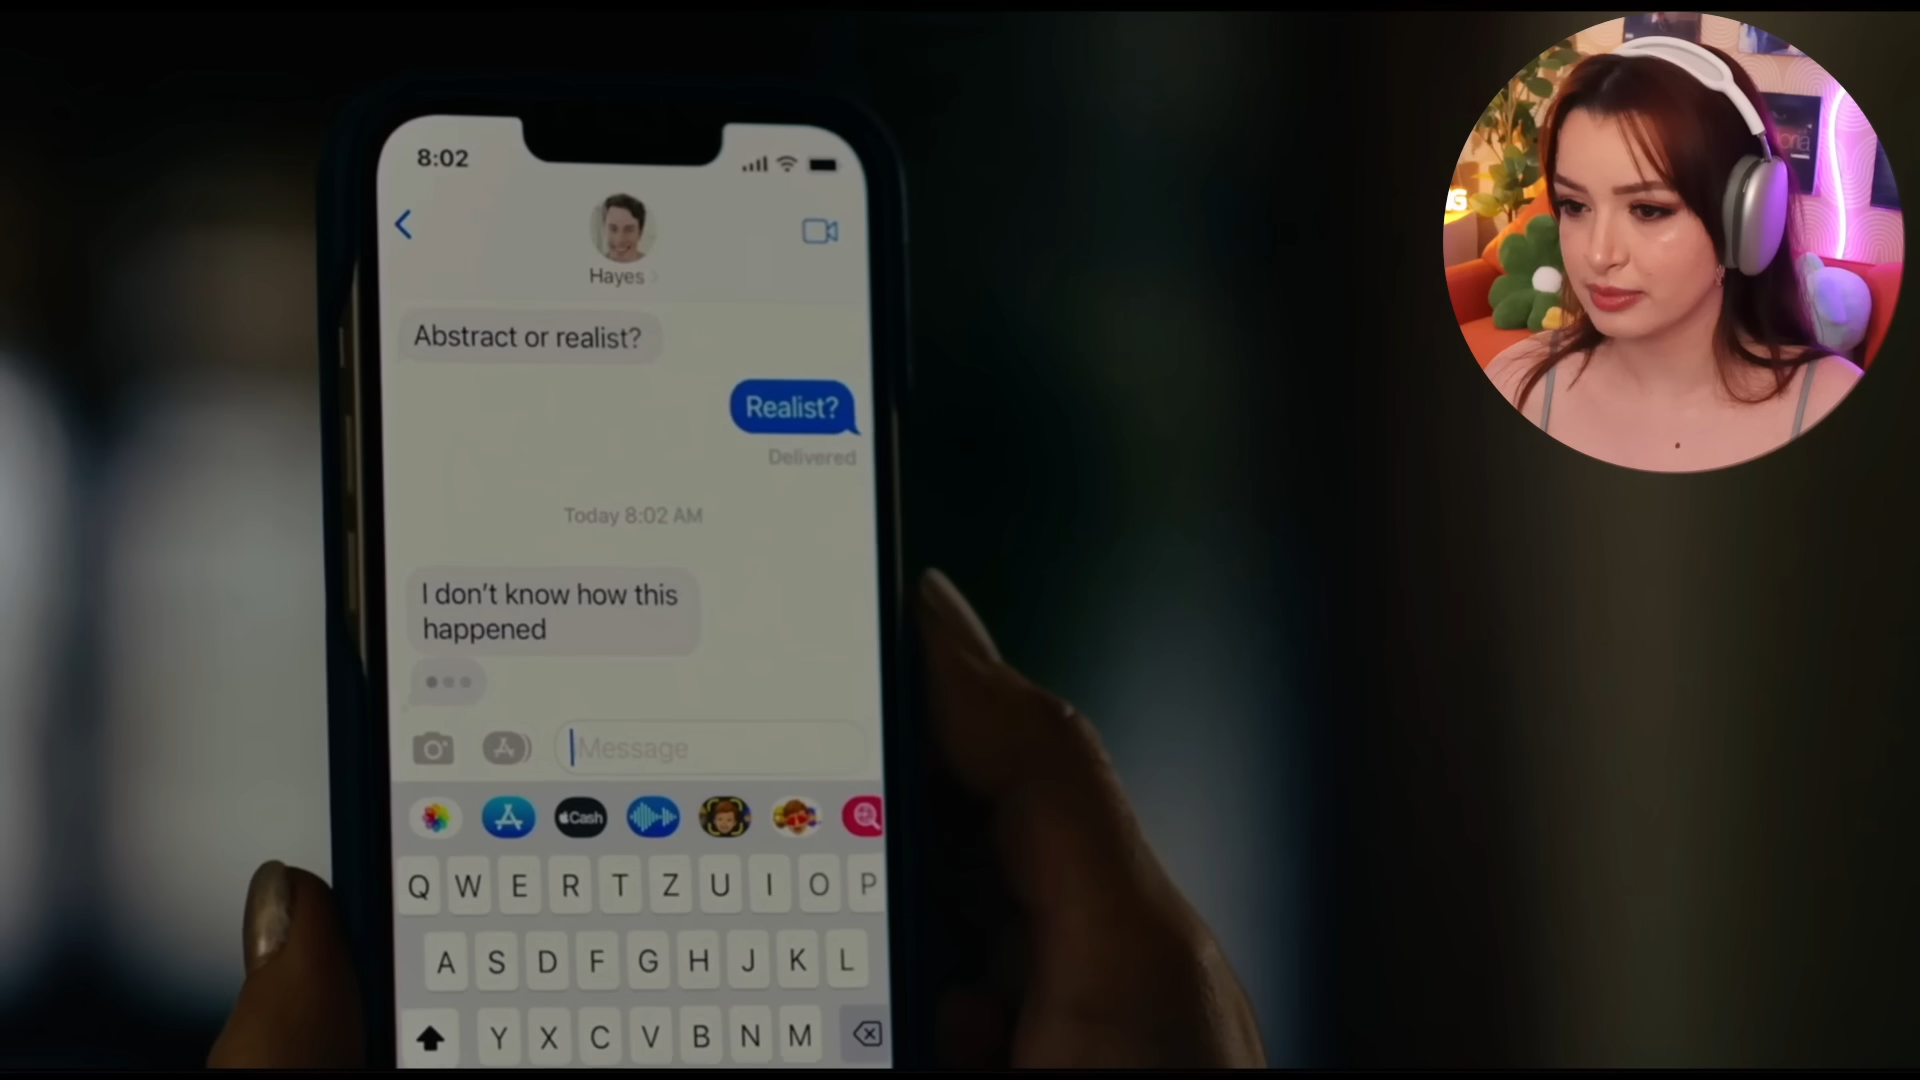 8:02
Hayes
Abstract or realist?
Realist?
Delivered
Today 8:02 AM
I don't know how this
happened
Message
Cash
Q W E R T Z U I O P
A S D F G H J K L
Y X C V B N M